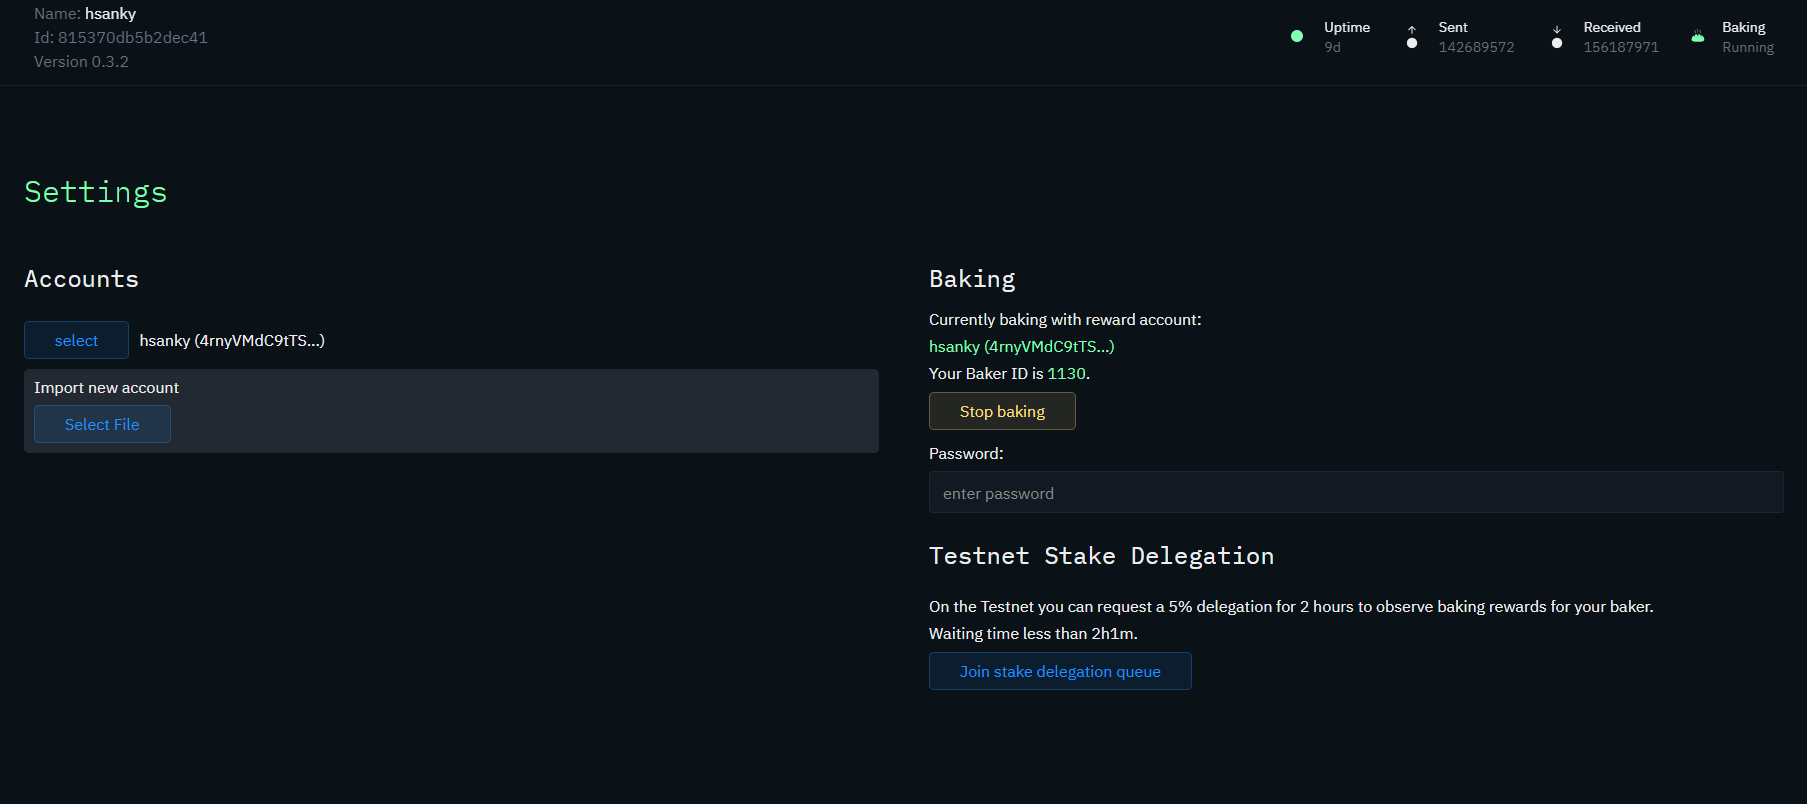 Name: hsanky
Id: 815370db5b2dec41
Version 0.3.2
Uptime
9d
Sent
142689572
Received
156187971
Baking
Running
Settings
Accounts
select
hsanky (4rnyVMdC9tTS...)
Import new account
Select File
Baking
Currently baking with reward account:
hsanky (4rnyVMdC9tTS...)
Your Baker ID is 1130.
Stop baking
Password:
enter password
Testnet Stake Delegation
On the Testnet you can request a 5% delegation for 2 hours to observe baking rewards for your baker.
Waiting time less than 2h1m.
Join stake delegation queue